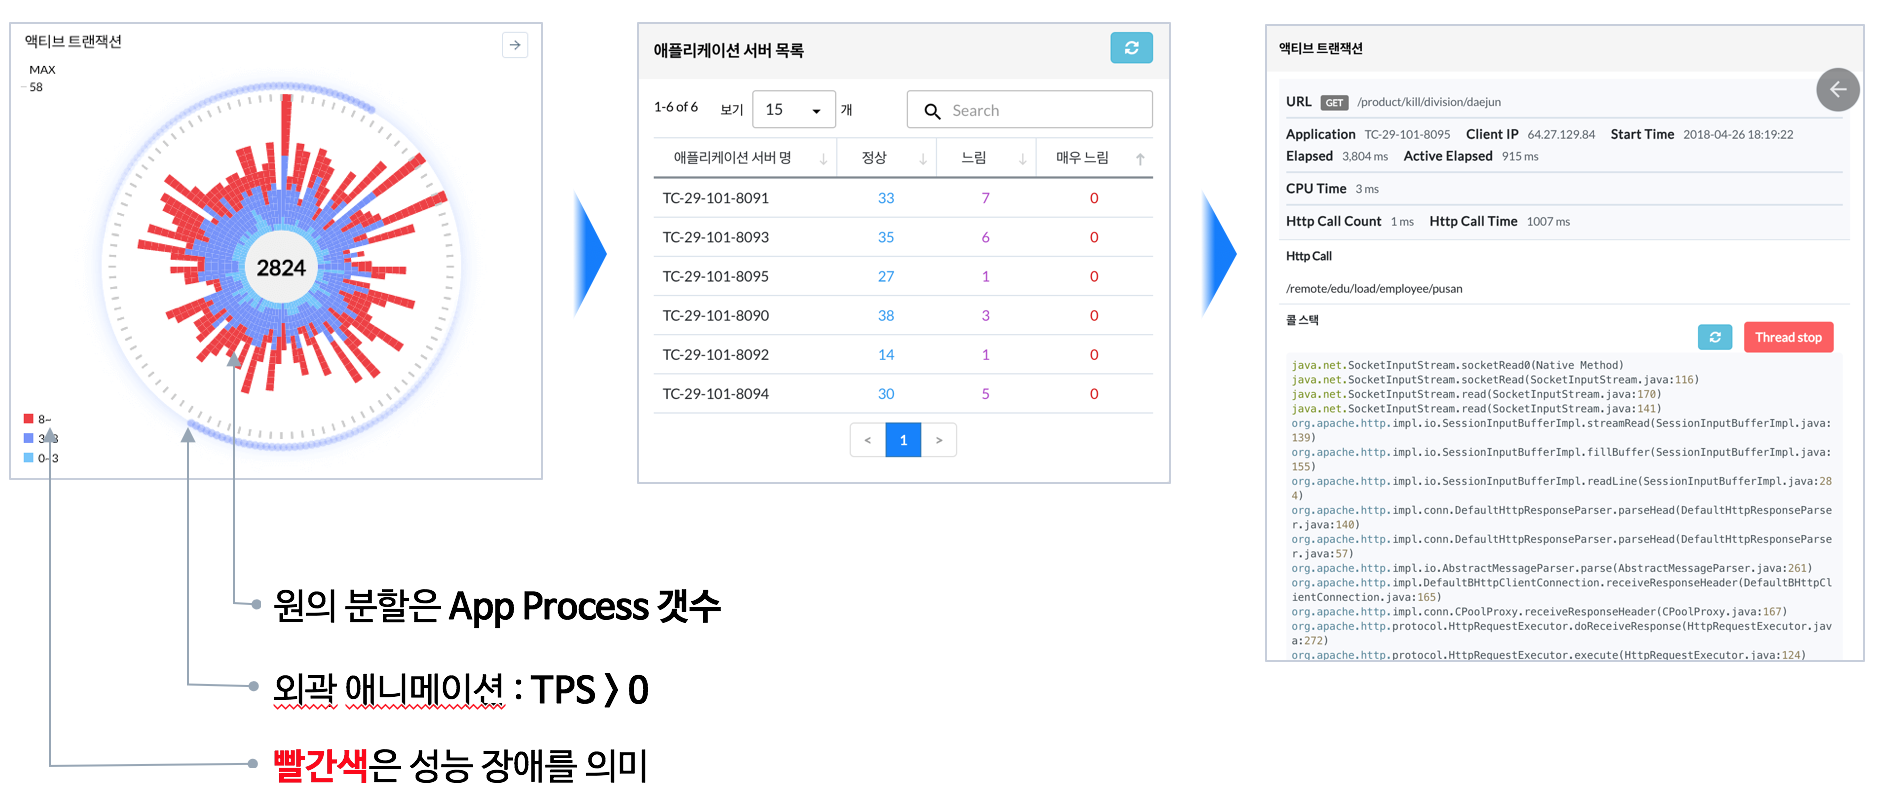 액티브 트랜잭션
MAX
58
2824
8~
3~8
0~3
애플리케이션 서버 목록
1-6 of 6 보기 15 개 Search
애플리케이션 서버 명 정상 느림 매우 느림
TC-29-101-8091 33 7 0
TC-29-101-8093 35 6 0
TC-29-101-8095 27 1 0
TC-29-101-8090 38 3 0
TC-29-101-8092 14 1 0
TC-29-101-8094 30 5 0
< 1 >
액티브 트랜잭션
URL GET /product/kill/division/daejun
Application TC-29-101-8095 Client IP 64.27.129.84 Start Time 2018-04-26 18:19:22
Elapsed 3,804 ms Active Elapsed 915 ms
CPU Time 3 ms
Http Call Count 1 ms Http Call Time 1007 ms
Http Call
/remote/edu/load/employee/pusan
콜 스택
Thread stop
java.net.SocketInputStream.socketRead0(Native Method)
java.net.SocketInputStream.socketRead(SocketInputStream.java:116)
java.net.SocketInputStream.read(SocketInputStream.java:170)
java.net.SocketInputStream.read(SocketInputStream.java:141)
org.apache.http.impl.io.SessionInputBufferImpl.streamRead(SessionInputBufferImpl.java:
139)
org.apache.http.impl.io.SessionInputBufferImpl.fillBuffer(SessionInputBufferImpl.java:
155)
org.apache.http.impl.io.SessionInputBufferImpl.readLine(SessionInputBufferImpl.java:28
4)
org.apache.http.impl.conn.DefaultHttpResponseParser.parseHead(DefaultHttpResponseParse
r.java:140)
org.apache.http.impl.conn.DefaultHttpResponseParser.parseHead(DefaultHttpResponseParse
r.java:57)
org.apache.http.impl.io.AbstractMessageParser.parse(AbstractMessageParser.java:261)
org.apache.http.impl.DefaultBHttpClientConnection.receiveResponseHeader(DefaultBHttpCl
ientConnection.java:165)
org.apache.http.impl.conn.CPoolProxy.receiveResponseHeader(CPoolProxy.java:167)
org.apache.http.protocol.HttpRequestExecutor.doReceiveResponse(HttpRequestExecutor.jav
a:272)
org.apache.http.protocol.HttpRequestExecutor.execute(HttpRequestExecutor.java:124)
원의 분할은 App Process 갯수
외곽 애니메이션 : TPS > 0
빨간색은 성능 장애를 의미